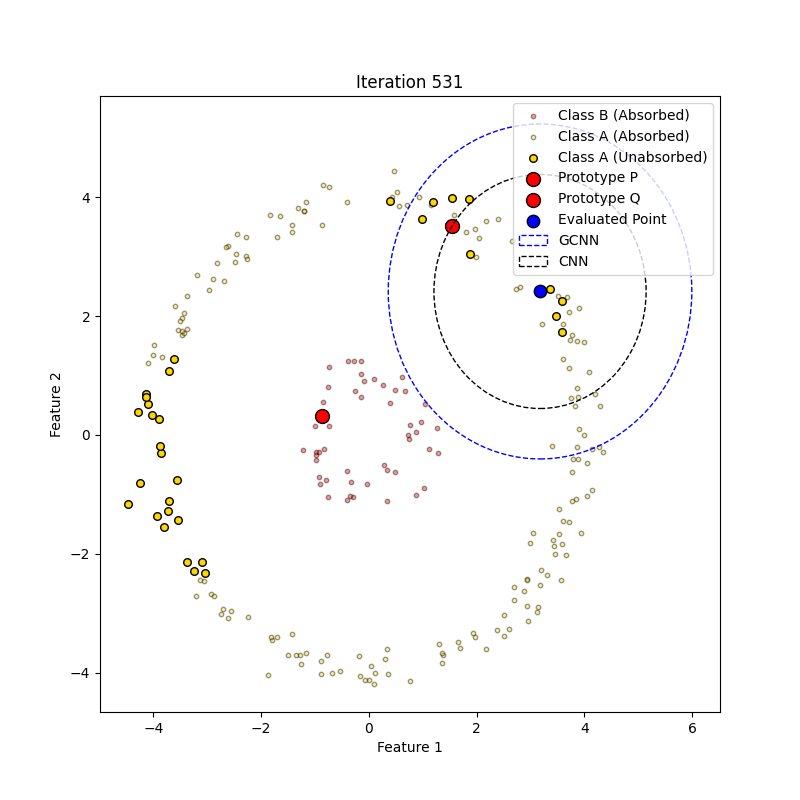 Iteration 531
Class B (Absorbed)
Class A (Absorbed)
Class A (Unabsorbed)
Prototype P
Prototype Q
Evaluated Point
GCNN
CNN
4
2
0
−2
−4
Feature 2
−4
−2
0
2
4
6
Feature 1